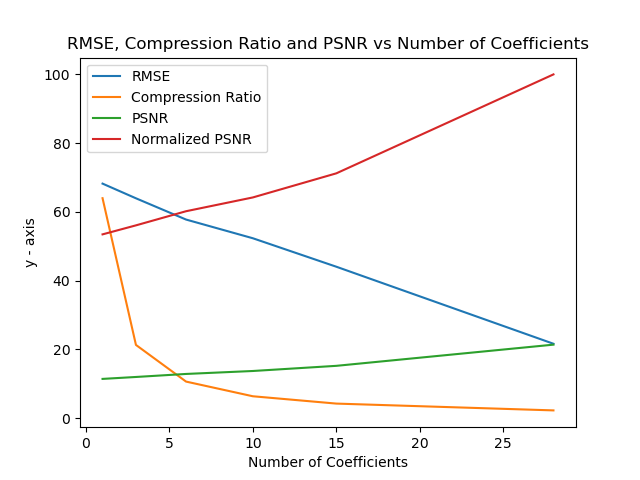 RMSE, Compression Ratio and PSNR vs Number of Coefficients
RMSE
Compression Ratio
PSNR
Normalized PSNR
100
80
60
40
20
0
y - axis
0 5 10 15 20 25
Number of Coefficients